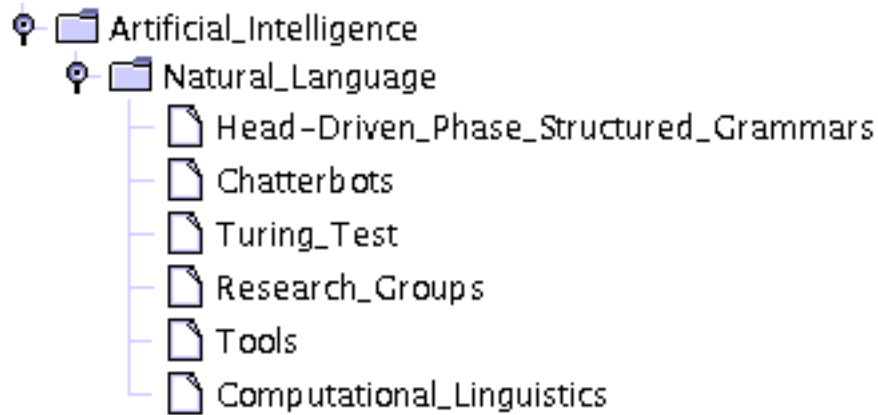 Artificial_Intelligence
Natural_Language
Head-Driven_Phase_Structured_Grammars
Chatterbots
Turing_Test
Research_Groups
Tools
Computational_Linguistics